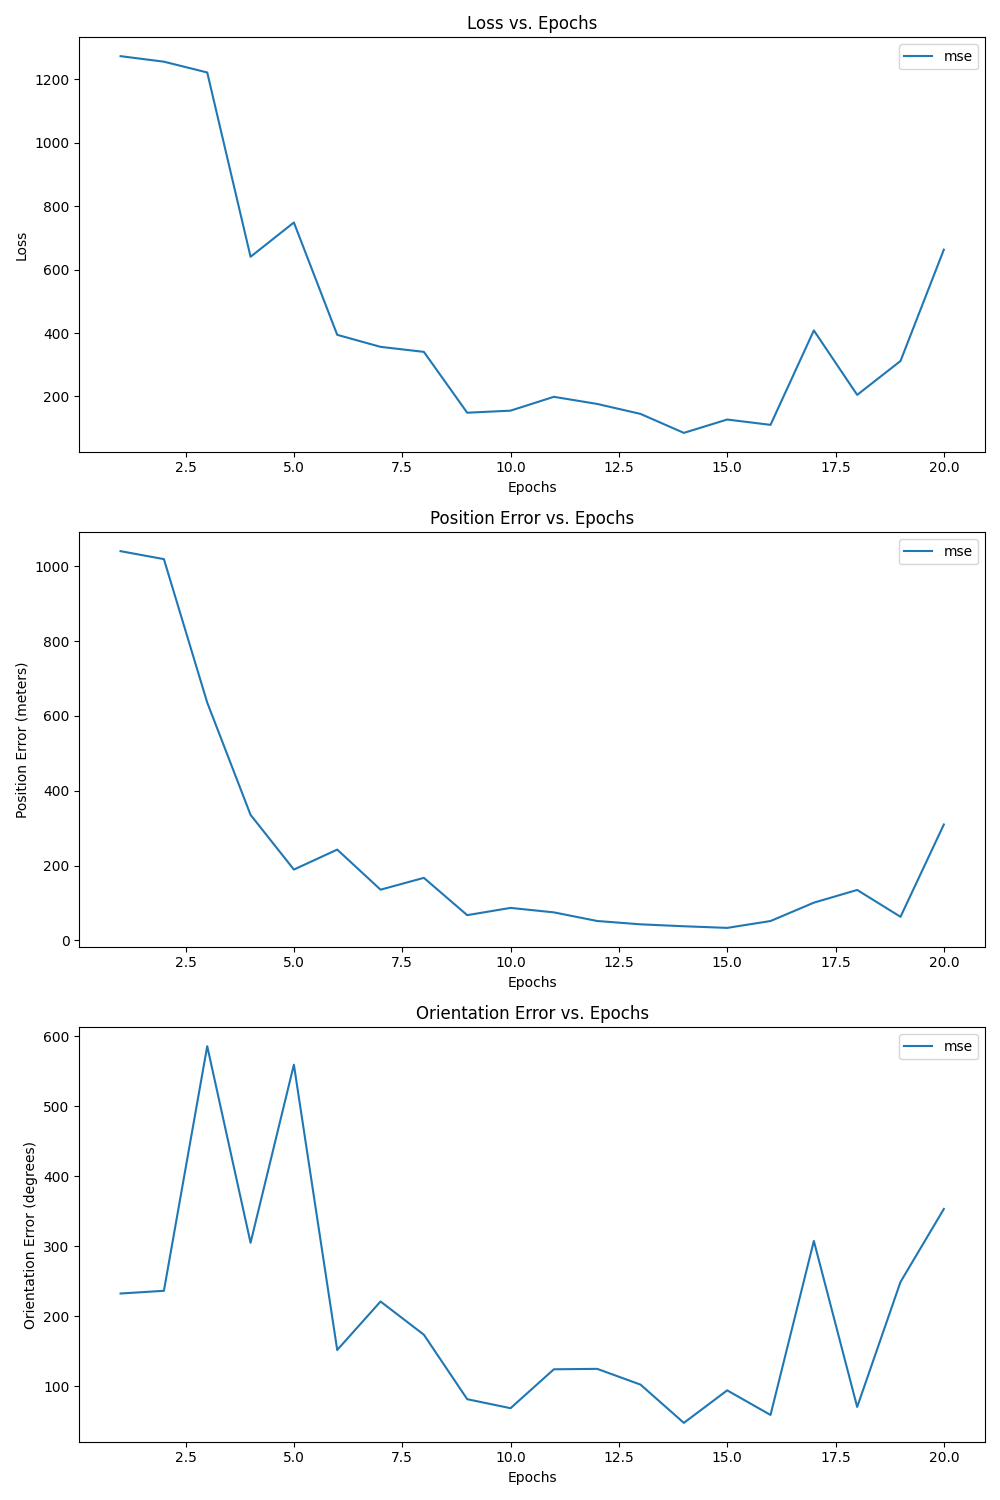 Loss vs. Epochs
mse
1200
1000
800
600
400
200
Loss
2.5 5.0 7.5 10.0 12.5 15.0 17.5 20.0
Epochs
Position Error vs. Epochs
mse
1000
800
600
400
200
0
Position Error (meters)
2.5 5.0 7.5 10.0 12.5 15.0 17.5 20.0
Epochs
Orientation Error vs. Epochs
mse
600
500
400
300
200
100
Orientation Error (degrees)
2.5 5.0 7.5 10.0 12.5 15.0 17.5 20.0
Epochs